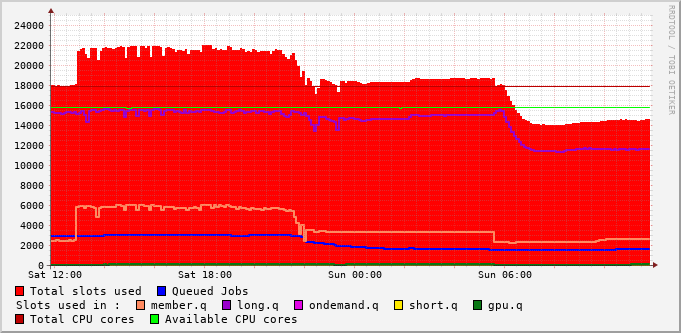 24000
22000
20000
18000
16000
14000
12000
10000
8000
6000
4000
2000
0
Sat 12:00 Sat 18:00 Sun 00:00 Sun 06:00
Total slots used Queued Jobs
Slots used in : member.q long.q ondemand.q short.q gpu.q
Total CPU cores Available CPU cores
RRDTOOL / TOBI OETIKER